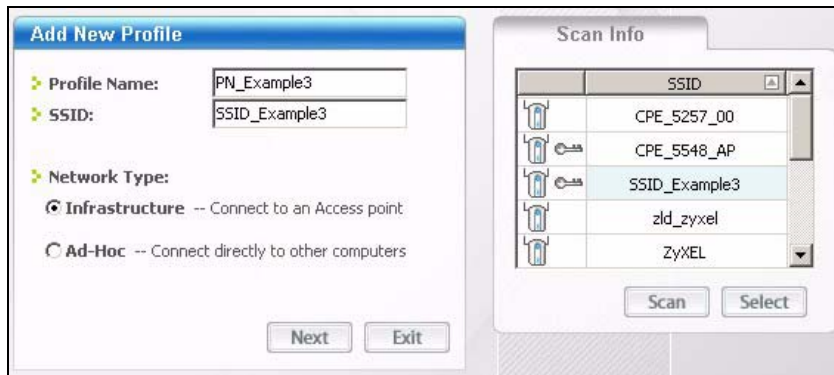 Add New Profile
Profile Name: PN_Example3
SSID: SSID_Example3
Network Type:
Infrastructure -- Connect to an Access point
Ad-Hoc -- Connect directly to other computers
Next Exit
Scan Info
SSID
CPE_5257_00
CPE_5548_AP
SSID_Example3
zld_zyxel
ZyXEL
Scan Select